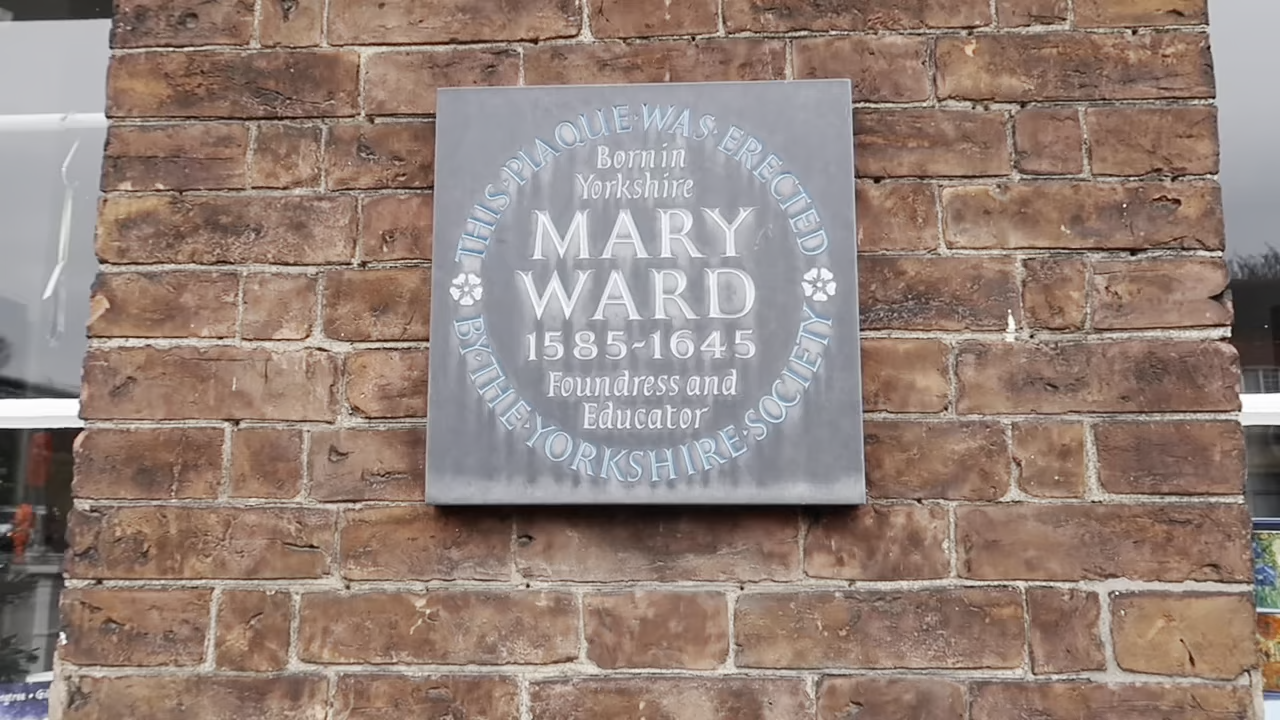 THIS·PLAQUE·WAS·ERECTED
Born in
Yorkshire
MARY
WARD
1585-1645
Foundress and
Educator
BY·THE·YORKSHIRE·SOCIETY